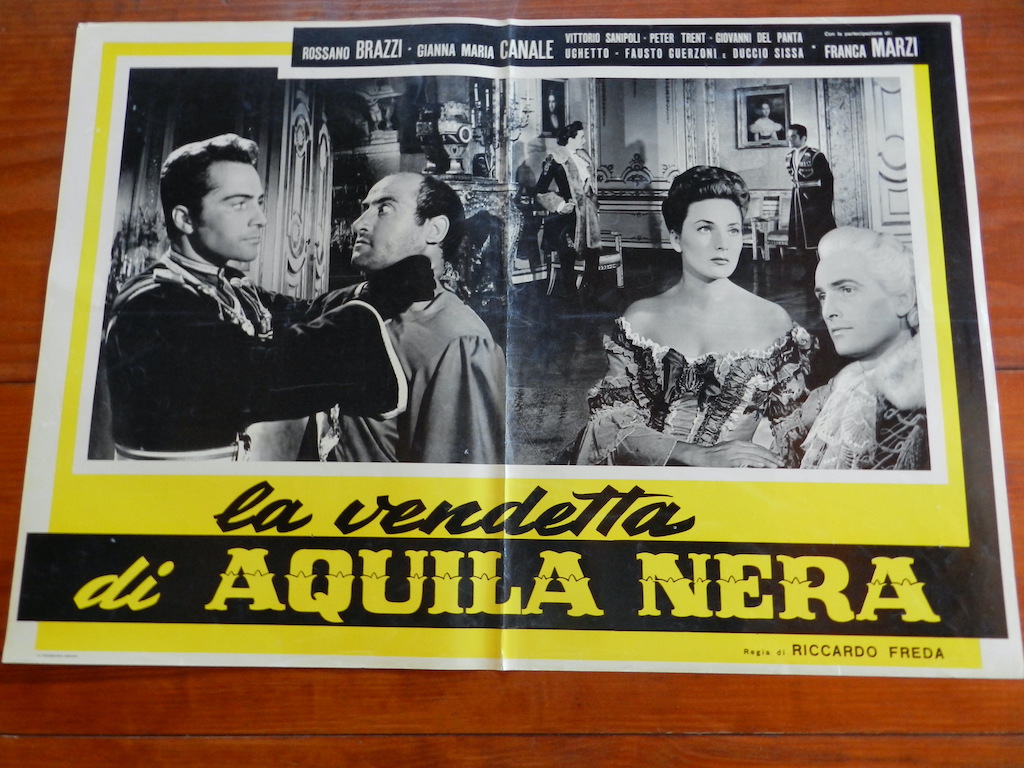 ROSSANO BRAZZI · GIANNA MARIA CANALE
VITTORIO SANIPOLI - PETER TRENT - GIOVANNI DEL PANTA
UGHETTO - FAUSTO GUERZONI E DUCCIO SISSA ·
Con la partecipazione di:
FRANCA MARZI
la vendetta
di AQUILA NERA
Regia di RICCARDO FREDA